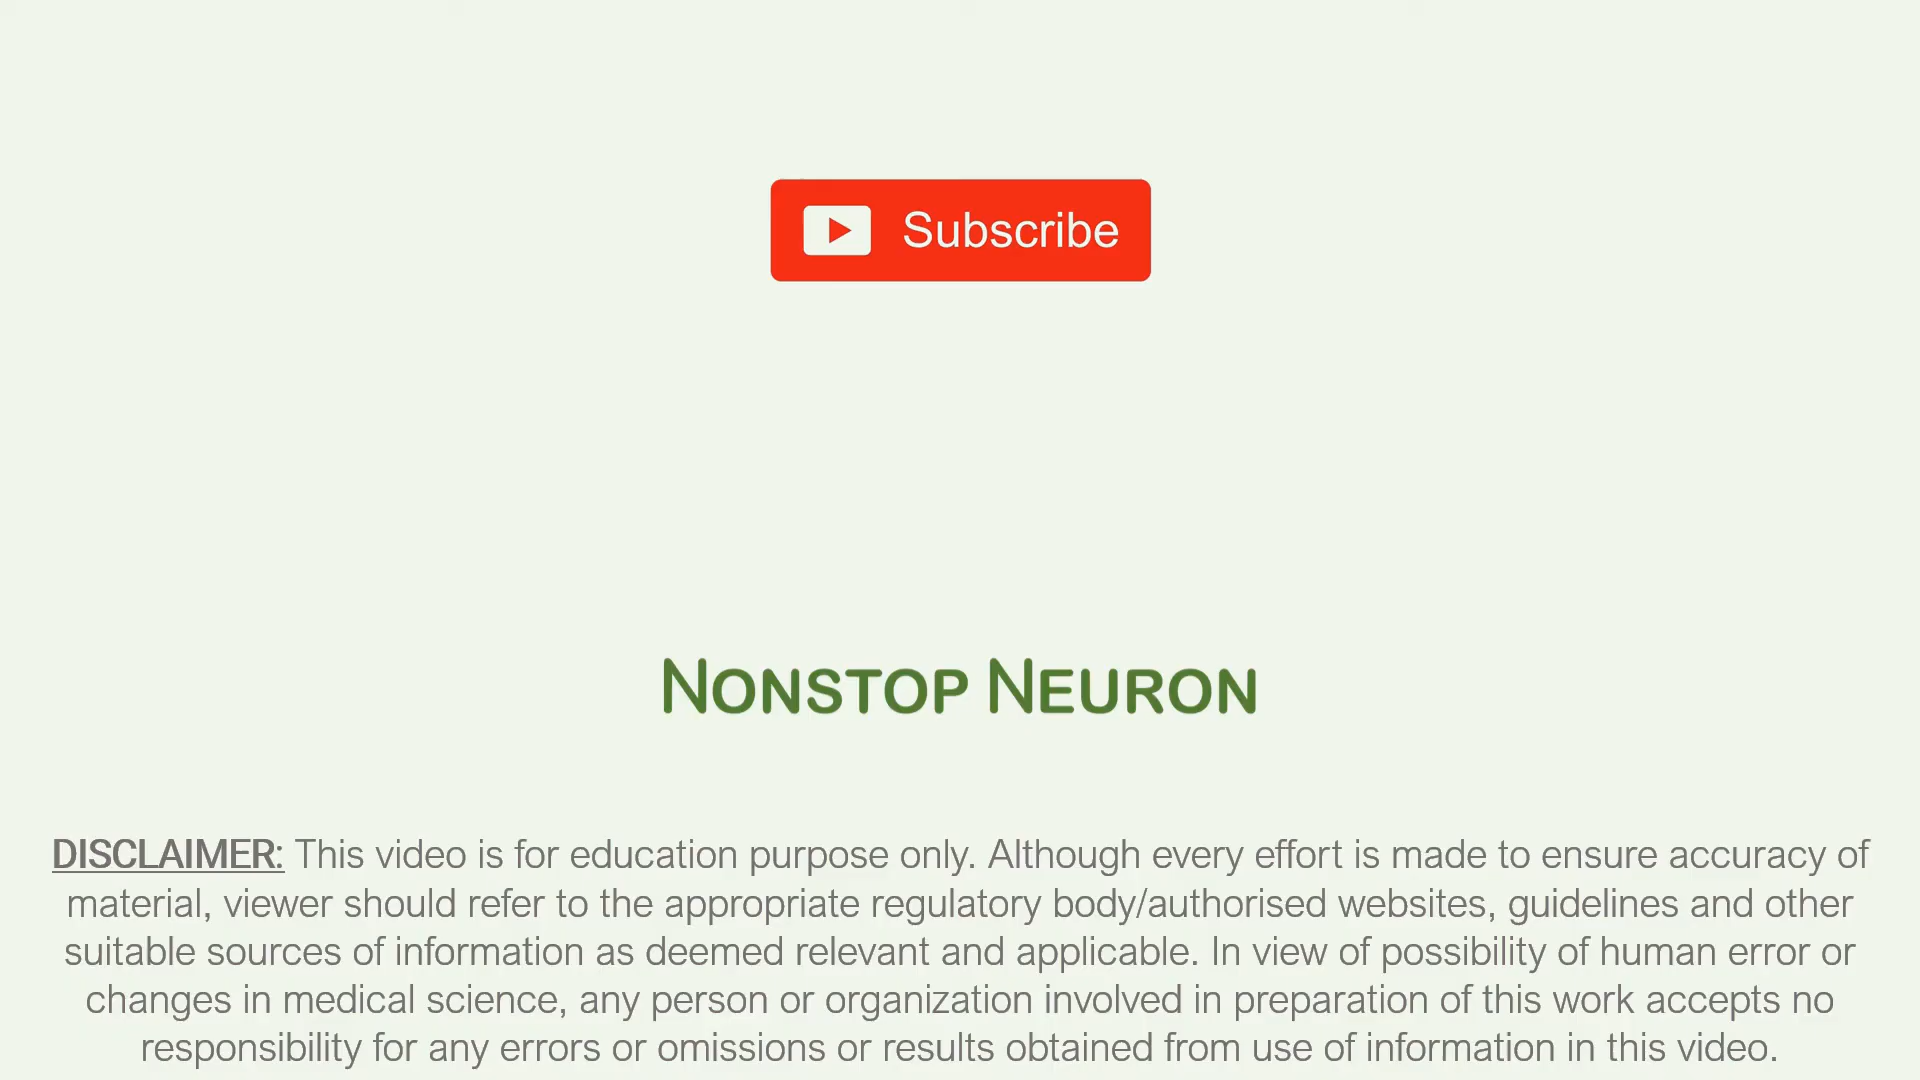 Subscribe
NONSTOP NEURON
DISCLAIMER: This video is for education purpose only. Although every effort is made to ensure accuracy of
material, viewer should refer to the appropriate regulatory body/authorised websites, guidelines and other
suitable sources of information as deemed relevant and applicable. In view of possibility of human error or
changes in medical science, any person or organization involved in preparation of this work accepts no
responsibility for any errors or omissions or results obtained from use of information in this video.